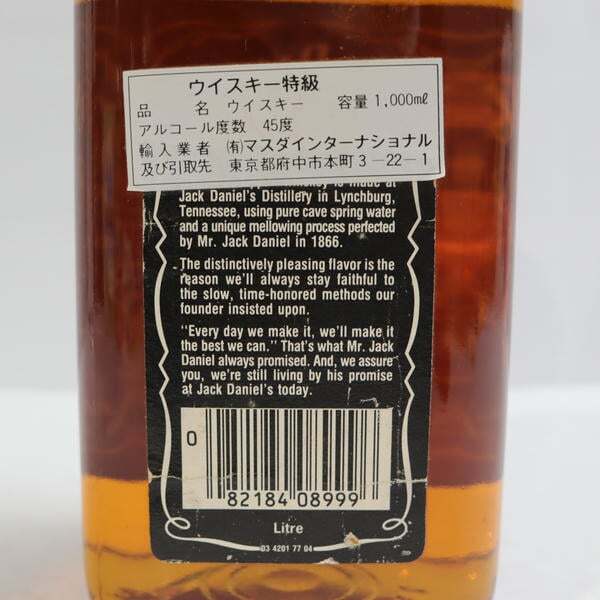 ウイスキー特級
品 名 ウイスキー 容量 1,000mℓ
アルコール度数 45度
輸入業者 (有)マスダインターナショナル
及び引取先 東京都府中市本町3-22-1
is made at
Jack Daniel's Distillery in Lynchburg,
Tennessee, using pure cave spring water
and a unique mellowing process perfected
by Mr. Jack Daniel in 1866.
The distinctively pleasing flavor is the
reason we'll always stay faithful to
the slow, time-honored methods our
founder insisted upon.
"Every day we make it, we'll make it
the best we can." That's what Mr. Jack
Daniel always promised. And, we assure
you, we're still living by his promise
at Jack Daniel's today.
0
82184 08999
Litre
03 4201 77 04